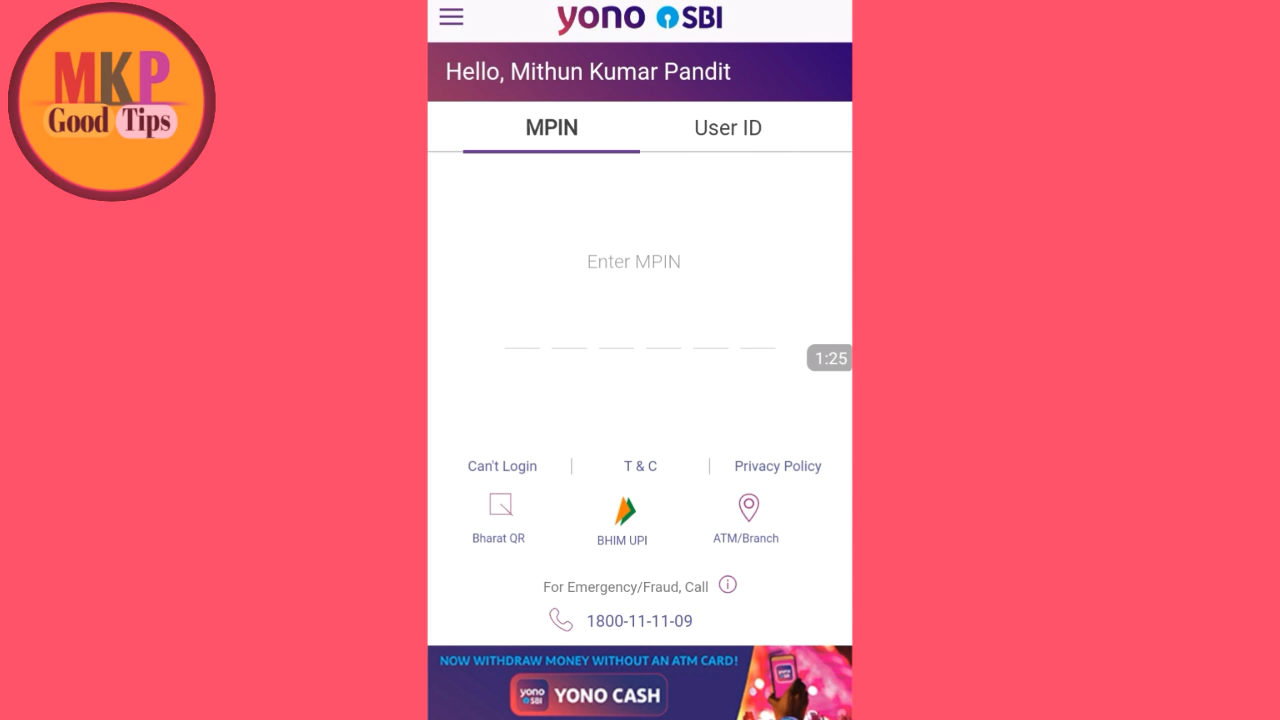 MKP
Good Tips
yono SBI
Hello, Mithun Kumar Pandit
MPIN User ID
Enter MPIN
1:25
Can't Login | T & C | Privacy Policy
Bharat QR BHIM UPI ATM/Branch
For Emergency/Fraud, Call
1800-11-11-09
NOW WITHDRAW MONEY WITHOUT AN ATM CARD!
yono SBI YONO CASH